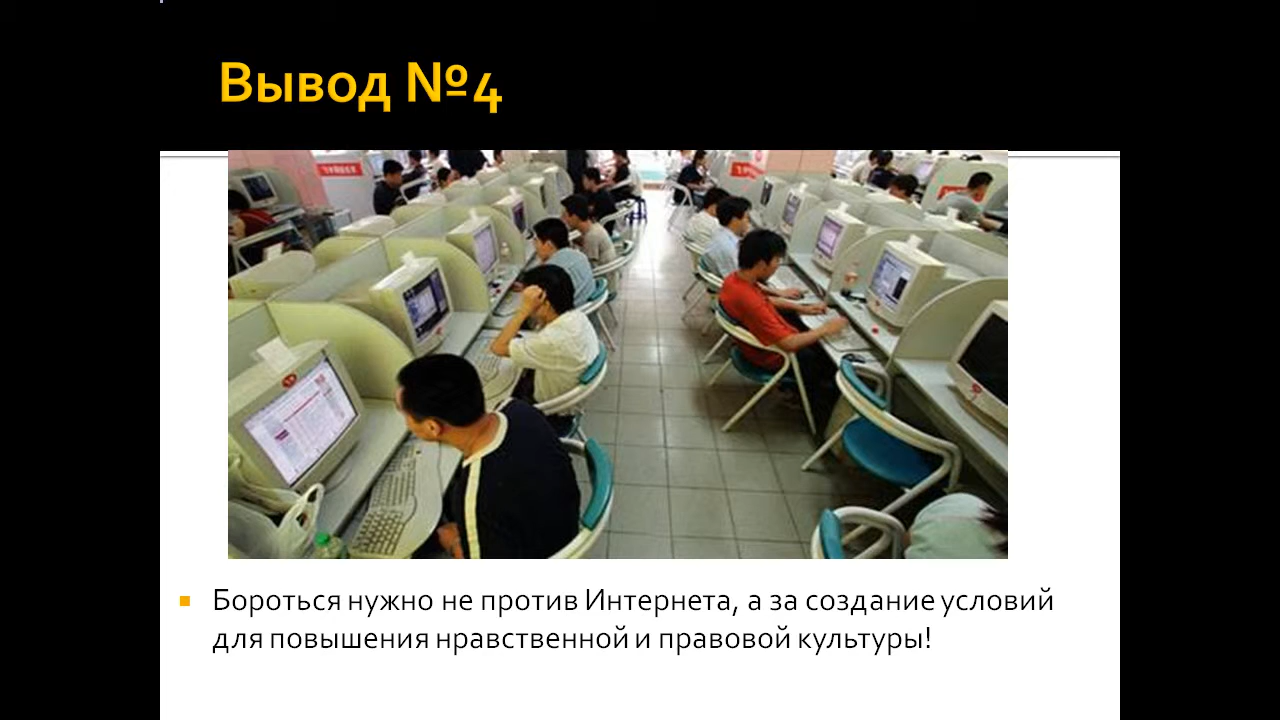 Вывод №4
Бороться нужно не против Интернета, а за создание условий
для повышения нравственной и правовой культуры!